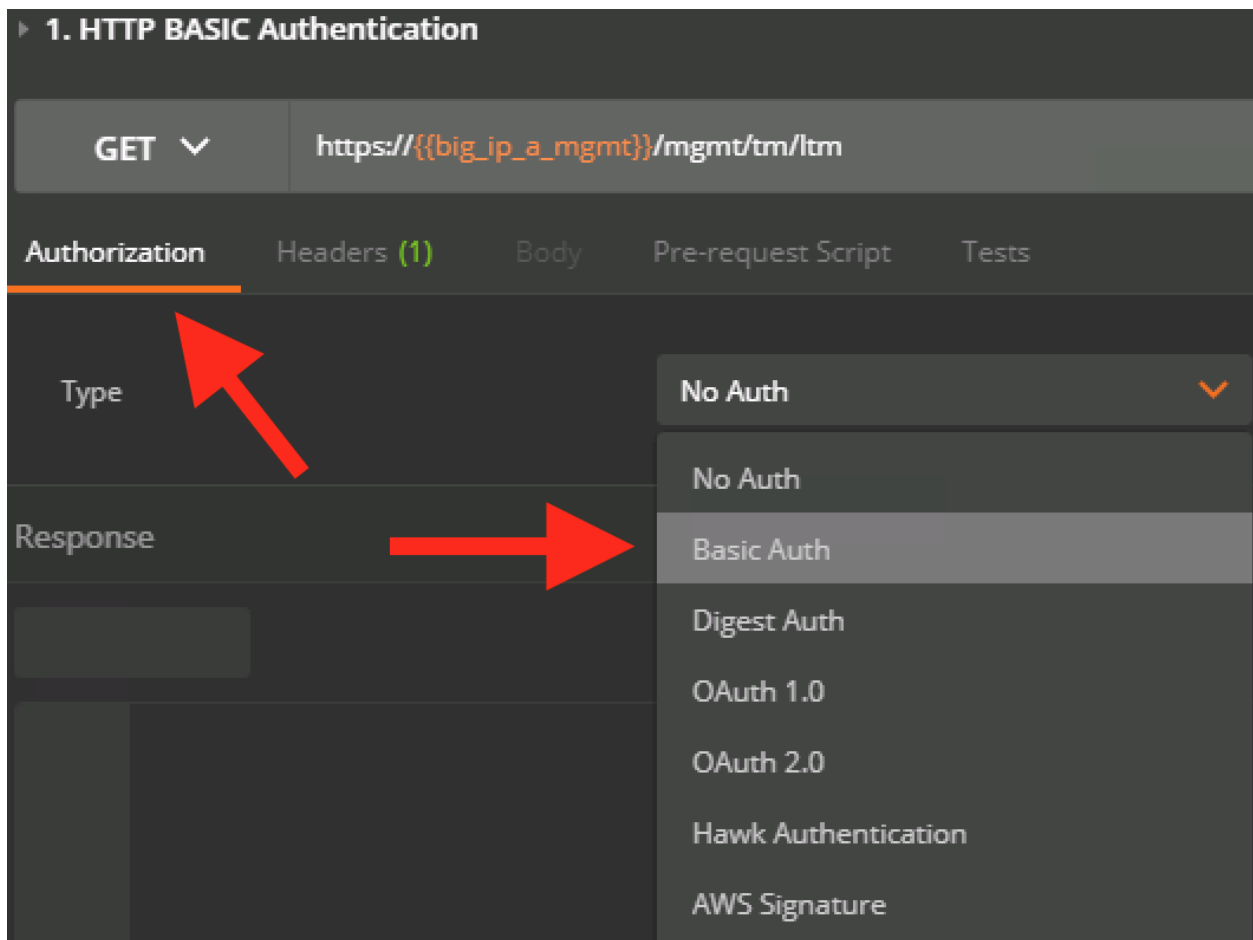 1. HTTP BASIC Authentication
GET https://{{big_ip_a_mgmt}}/mgmt/tm/ltm
Authorization Headers (1) Body Pre-request Script Tests
Type No Auth
No Auth
Response
Basic Auth
Digest Auth
OAuth 1.0
OAuth 2.0
Hawk Authentication
AWS Signature